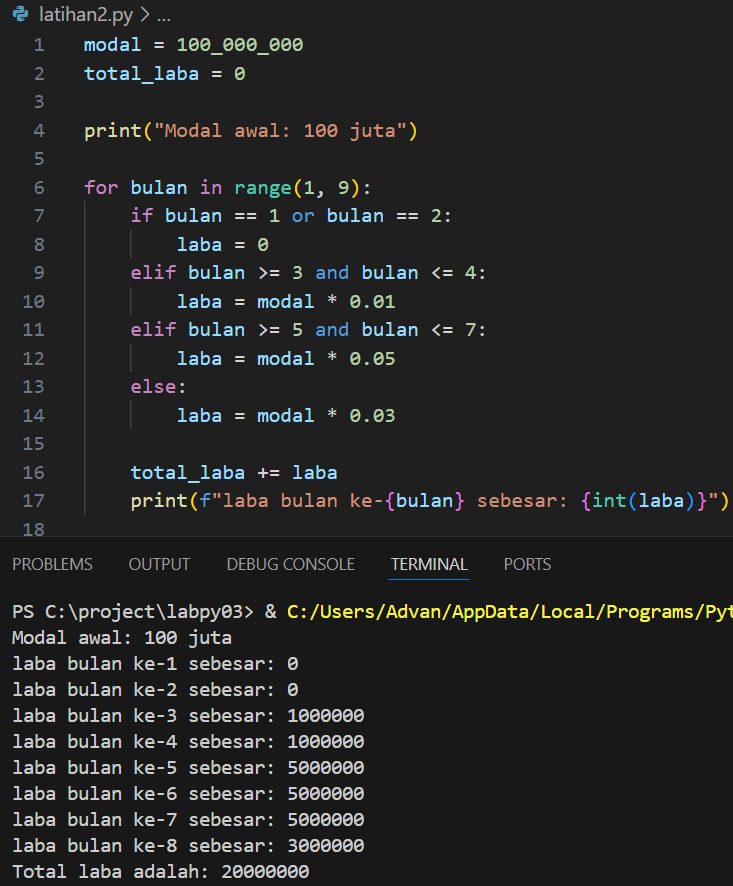 latihan2.py > ...
1 modal = 100_000_000
2 total_laba = 0
3
4 print("Modal awal: 100 juta")
5
6 for bulan in range(1, 9):
7     if bulan == 1 or bulan == 2:
8         laba = 0
9     elif bulan >= 3 and bulan <= 4:
10         laba = modal * 0.01
11     elif bulan >= 5 and bulan <= 7:
12         laba = modal * 0.05
13     else:
14         laba = modal * 0.03
15
16     total_laba += laba
17     print(f"laba bulan ke-{bulan} sebesar: {int(laba)}")
18
PROBLEMS OUTPUT DEBUG CONSOLE TERMINAL PORTS
PS C:\project\labpy03> & C:/Users/Advan/AppData/Local/Programs/Pyt
Modal awal: 100 juta
laba bulan ke-1 sebesar: 0
laba bulan ke-2 sebesar: 0
laba bulan ke-3 sebesar: 1000000
laba bulan ke-4 sebesar: 1000000
laba bulan ke-5 sebesar: 5000000
laba bulan ke-6 sebesar: 5000000
laba bulan ke-7 sebesar: 5000000
laba bulan ke-8 sebesar: 3000000
Total laba adalah: 20000000